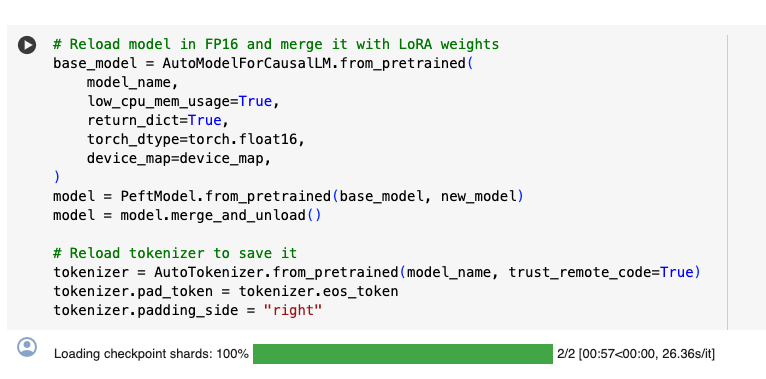 # Reload model in FP16 and merge it with LoRA weights
base_model = AutoModelForCausalLM.from_pretrained(
    model_name,
    low_cpu_mem_usage=True,
    return_dict=True,
    torch_dtype=torch.float16,
    device_map=device_map,
)
model = PeftModel.from_pretrained(base_model, new_model)
model = model.merge_and_unload()

# Reload tokenizer to save it
tokenizer = AutoTokenizer.from_pretrained(model_name, trust_remote_code=True)
tokenizer.pad_token = tokenizer.eos_token
tokenizer.padding_side = "right"
Loading checkpoint shards: 100% 2/2 [00:57<00:00, 26.36s/it]